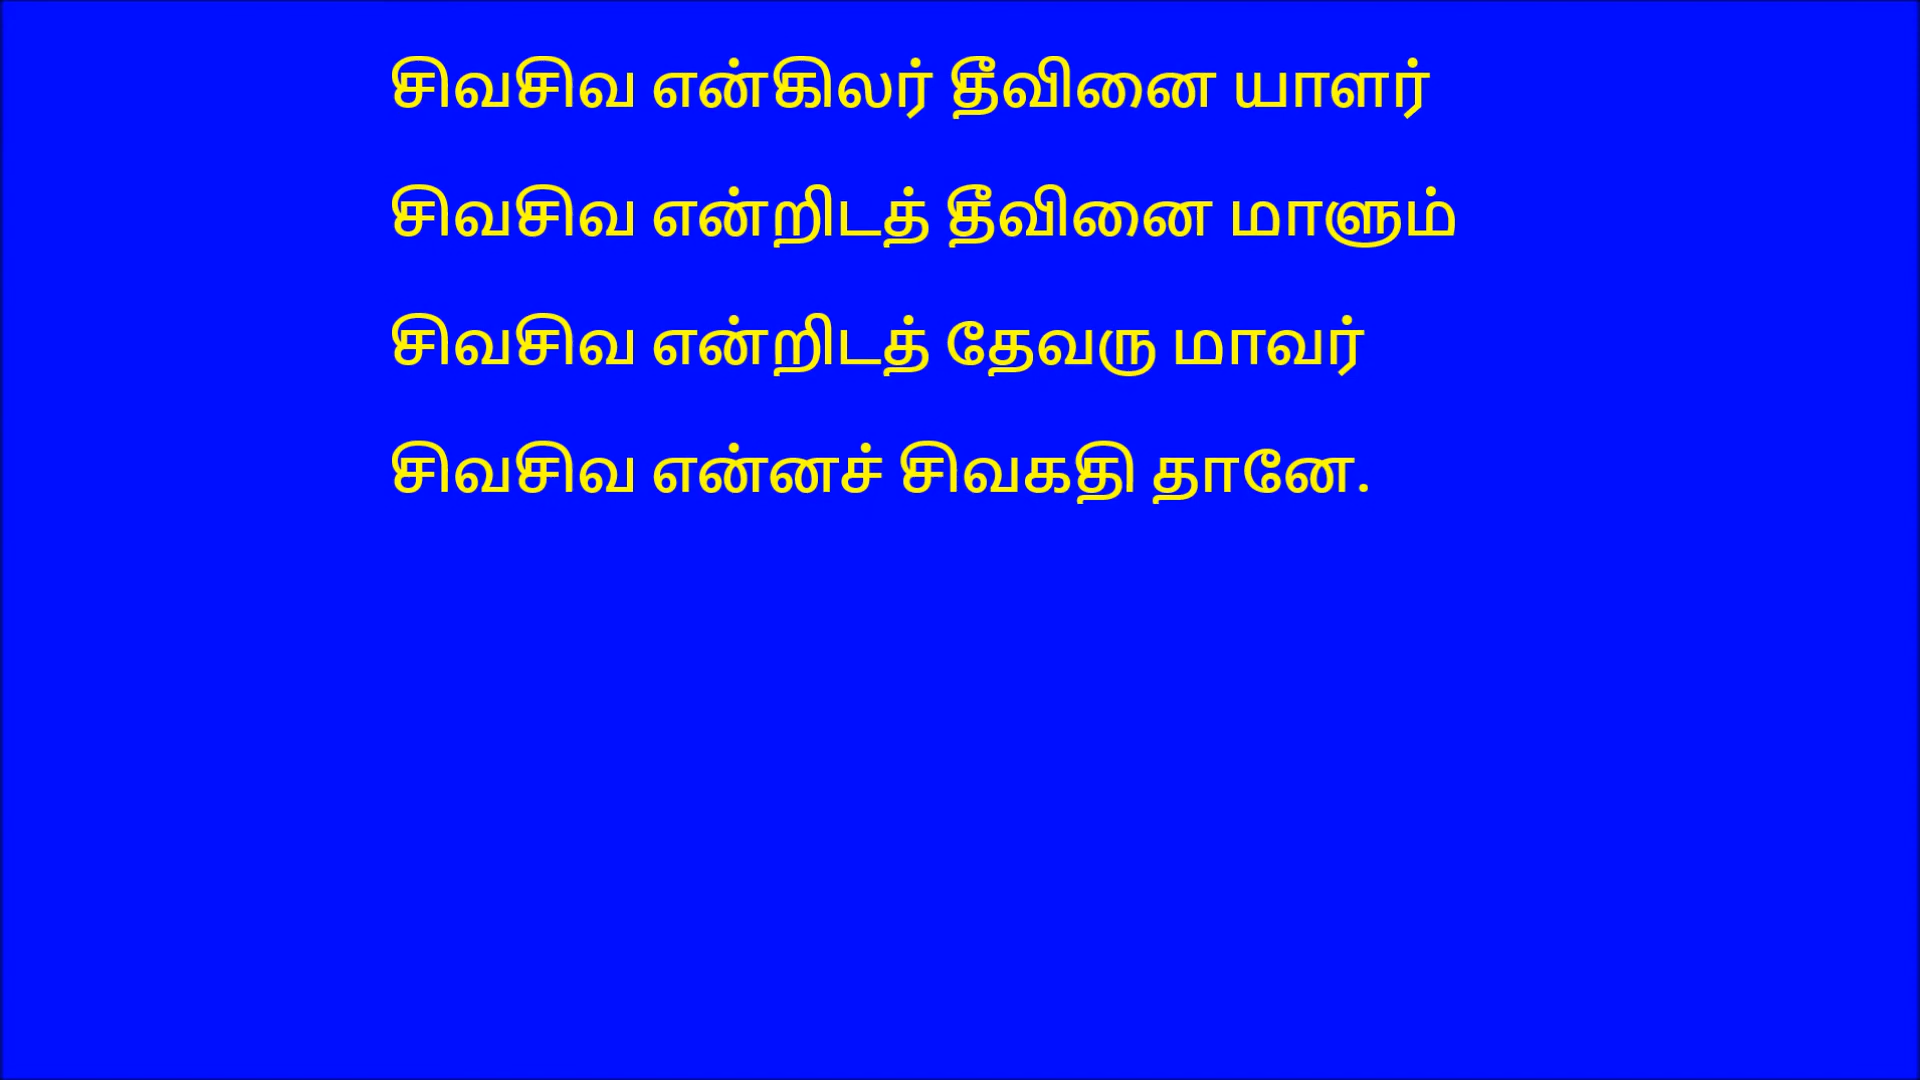 சிவசிவ என்கிலர் தீவினை யாளர்
சிவசிவ என்றிடத் தீவினை மாளும்
சிவசிவ என்றிடத் தேவரு மாவர்
சிவசிவ என்னச் சிவகதி தானே.